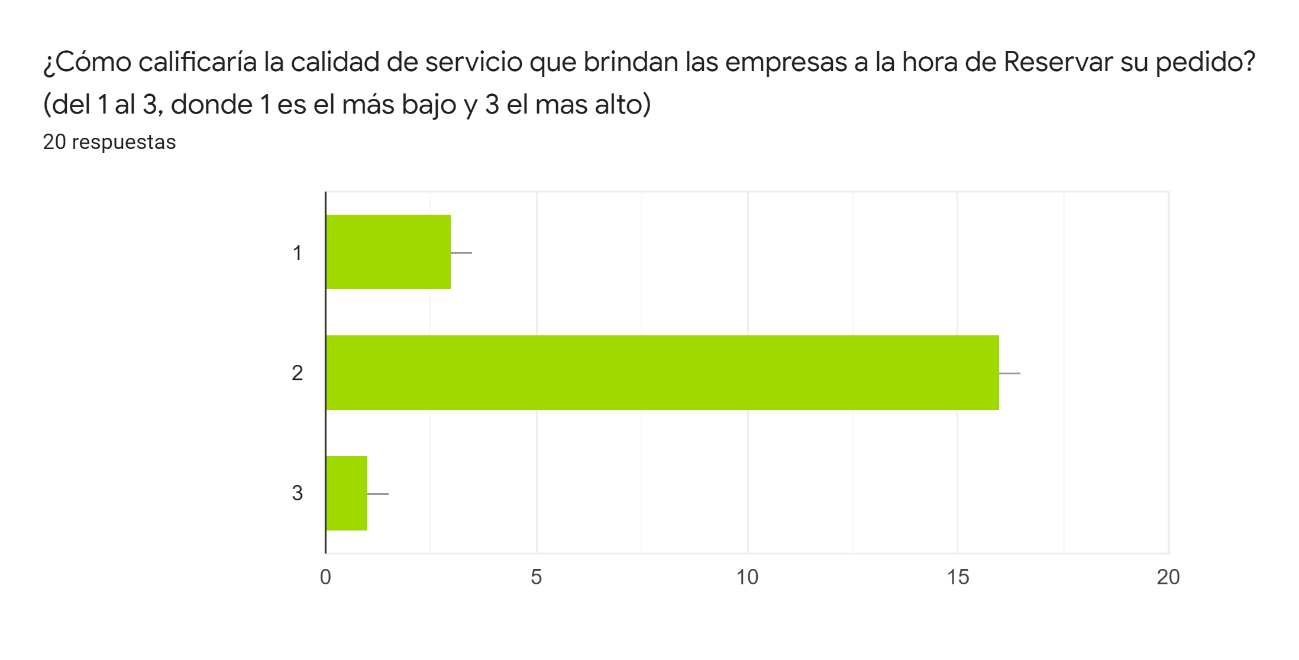 ¿Cómo calificaría la calidad de servicio que brindan las empresas a la hora de Reservar su pedido?
(del 1 al 3, donde 1 es el más bajo y 3 el mas alto)
20 respuestas
1
2
3
0 5 10 15 20